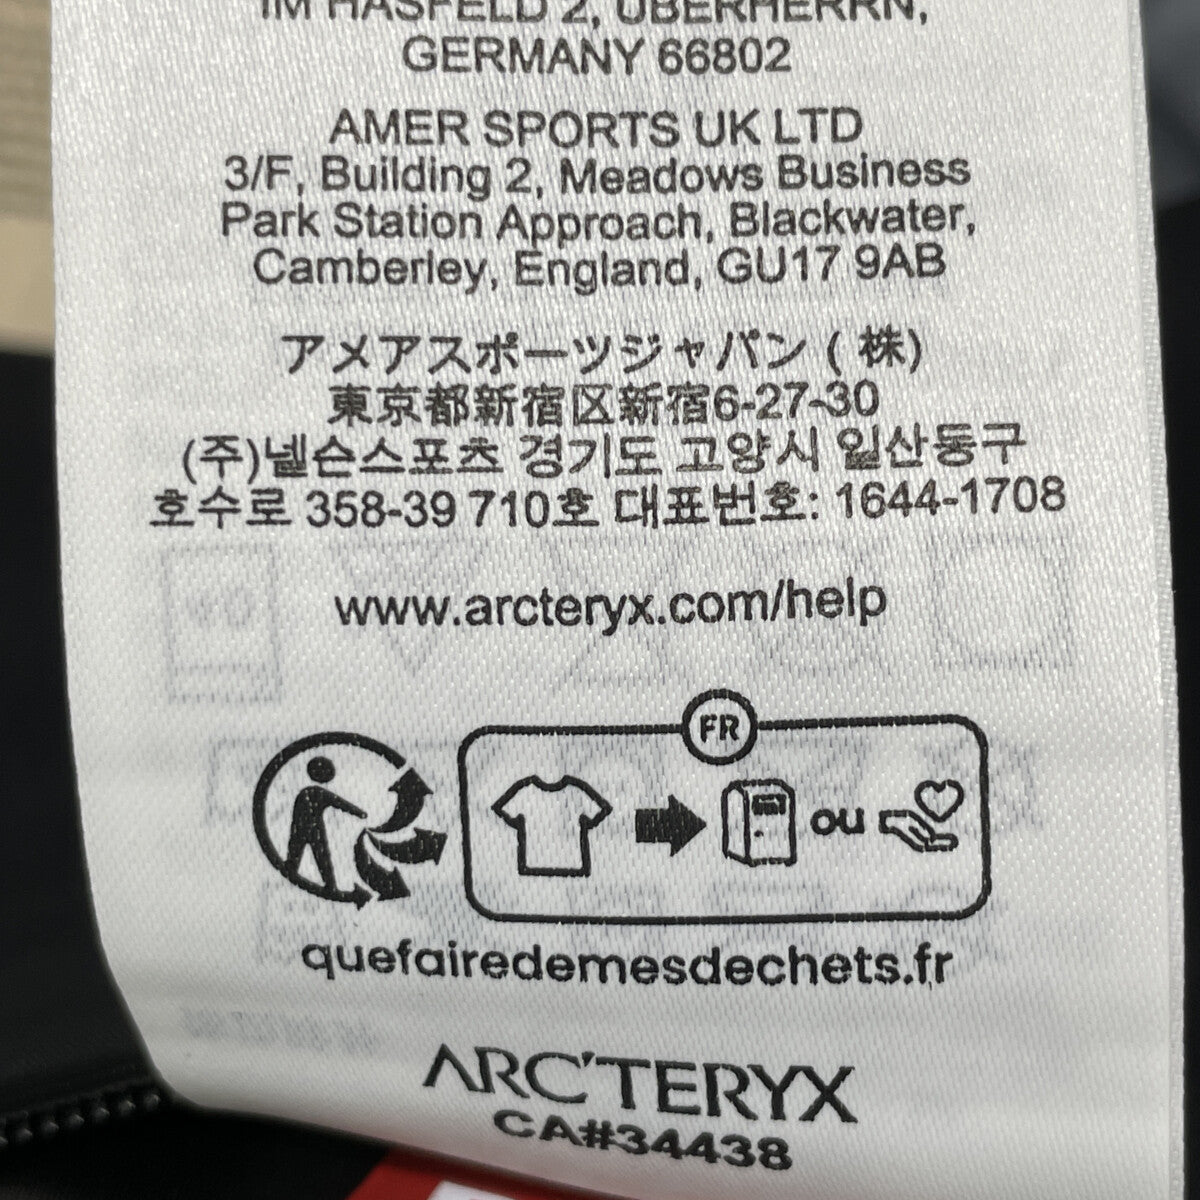 IM HASFELD 2, ÜBERHERRN,
GERMANY 66802
AMER SPORTS UK LTD
3/F, Building 2, Meadows Business
Park Station Approach, Blackwater,
Camberley, England, GU17 9AB
アメアスポーツジャパン ( 株)
東京都新宿区新宿6-27-30
(주)넬슨스포츠 경기도 고양시 일산동구
호수로 358-39 710호 대표번호: 1644-1708
www.arcteryx.com/help
FR
ou
quefairedemesdechets.fr
ARC'TERYX
CA#34438